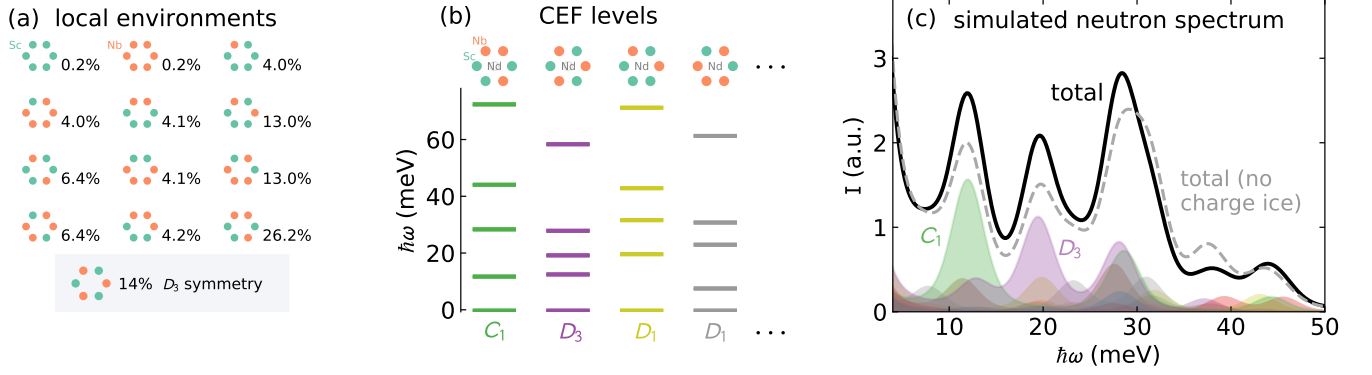 (a) local environments
Sc
0.2%
Nb
0.2%
4.0%
4.0%
4.1%
13.0%
6.4%
4.1%
13.0%
6.4%
4.2%
26.2%
14% D₃ symmetry
(b) CEF levels
Nb
Sc
Nd
Nd
Nd
Nd
...
ℏω (meV)
60
40
20
0
C₁
D₃
D₁
D₁
...
(c) simulated neutron spectrum
total
total (no
charge ice)
C₁
D₃
I (a.u.)
3
2
1
0
10
20
30
40
50
ℏω (meV)